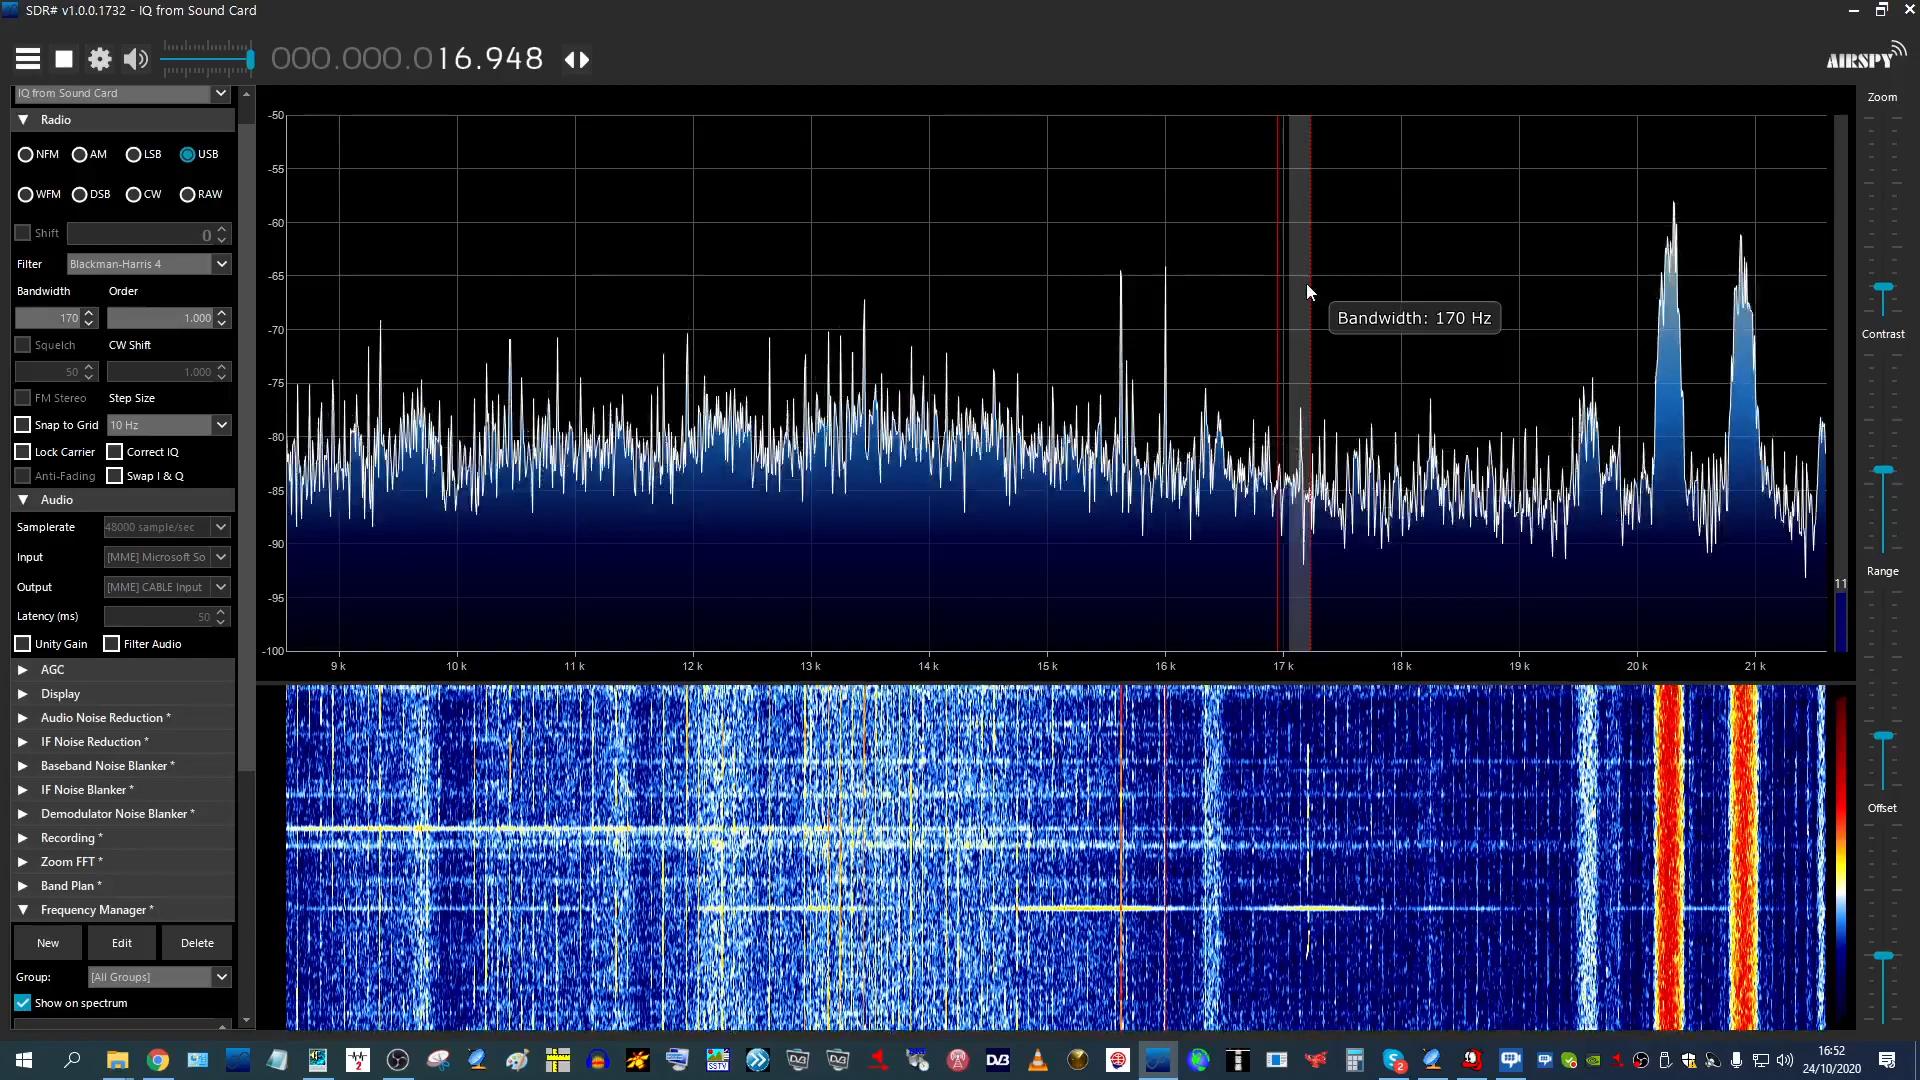 SDR# v1.0.0.1732 - IQ from Sound Card
000.000.016.948
AIRSPY
IQ from Sound Card
Radio
NFM AM LSB USB
WFM DSB CW RAW
Shift 0
Filter Blackman-Harris 4
Bandwidth Order
170 1.000
Squelch CW Shift
50 1.000
FM Stereo Step Size
Snap to Grid 10 Hz
Lock Carrier Correct IQ
Anti-Fading Swap I & Q
Audio
Samplerate 48000 sample/sec
Input [MME] Microsoft So
Output [MME] CABLE Input
Latency (ms) 50
Unity Gain Filter Audio
AGC
Display
Audio Noise Reduction *
IF Noise Reduction *
Baseband Noise Blanker *
IF Noise Blanker *
Demodulator Noise Blanker *
Recording *
Zoom FFT *
Band Plan *
Frequency Manager *
New Edit Delete
Group: [All Groups]
Show on spectrum
-50
-55
-60
-65
-70
-75
-80
-85
-90
-95
-100
9 k 10 k 11 k 12 k 13 k 14 k 15 k 16 k 17 k 18 k 19 k 20 k 21 k
Bandwidth: 170 Hz
11
Zoom
Contrast
Range
Offset
2
SSTV
DV3
2
16:52
24/10/2020